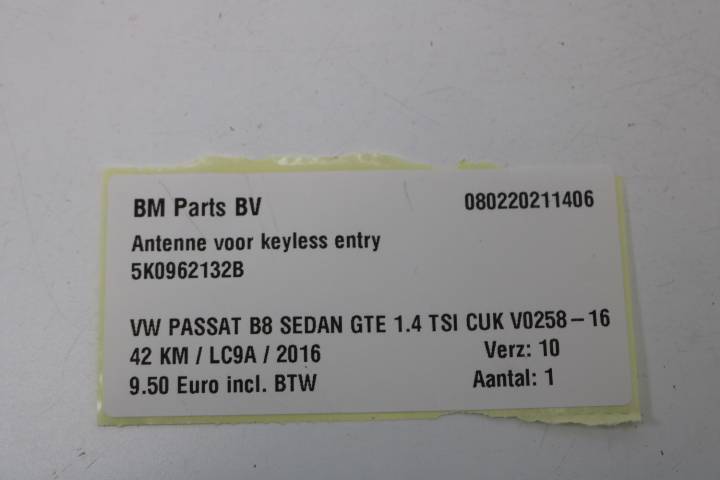 BM Parts BV 080220211406
Antenne voor keyless entry
5K0962132B
VW PASSAT B8 SEDAN GTE 1.4 TSI CUK V0258-16
42 KM / LC9A / 2016 Verz: 10
9.50 Euro incl. BTW Aantal: 1